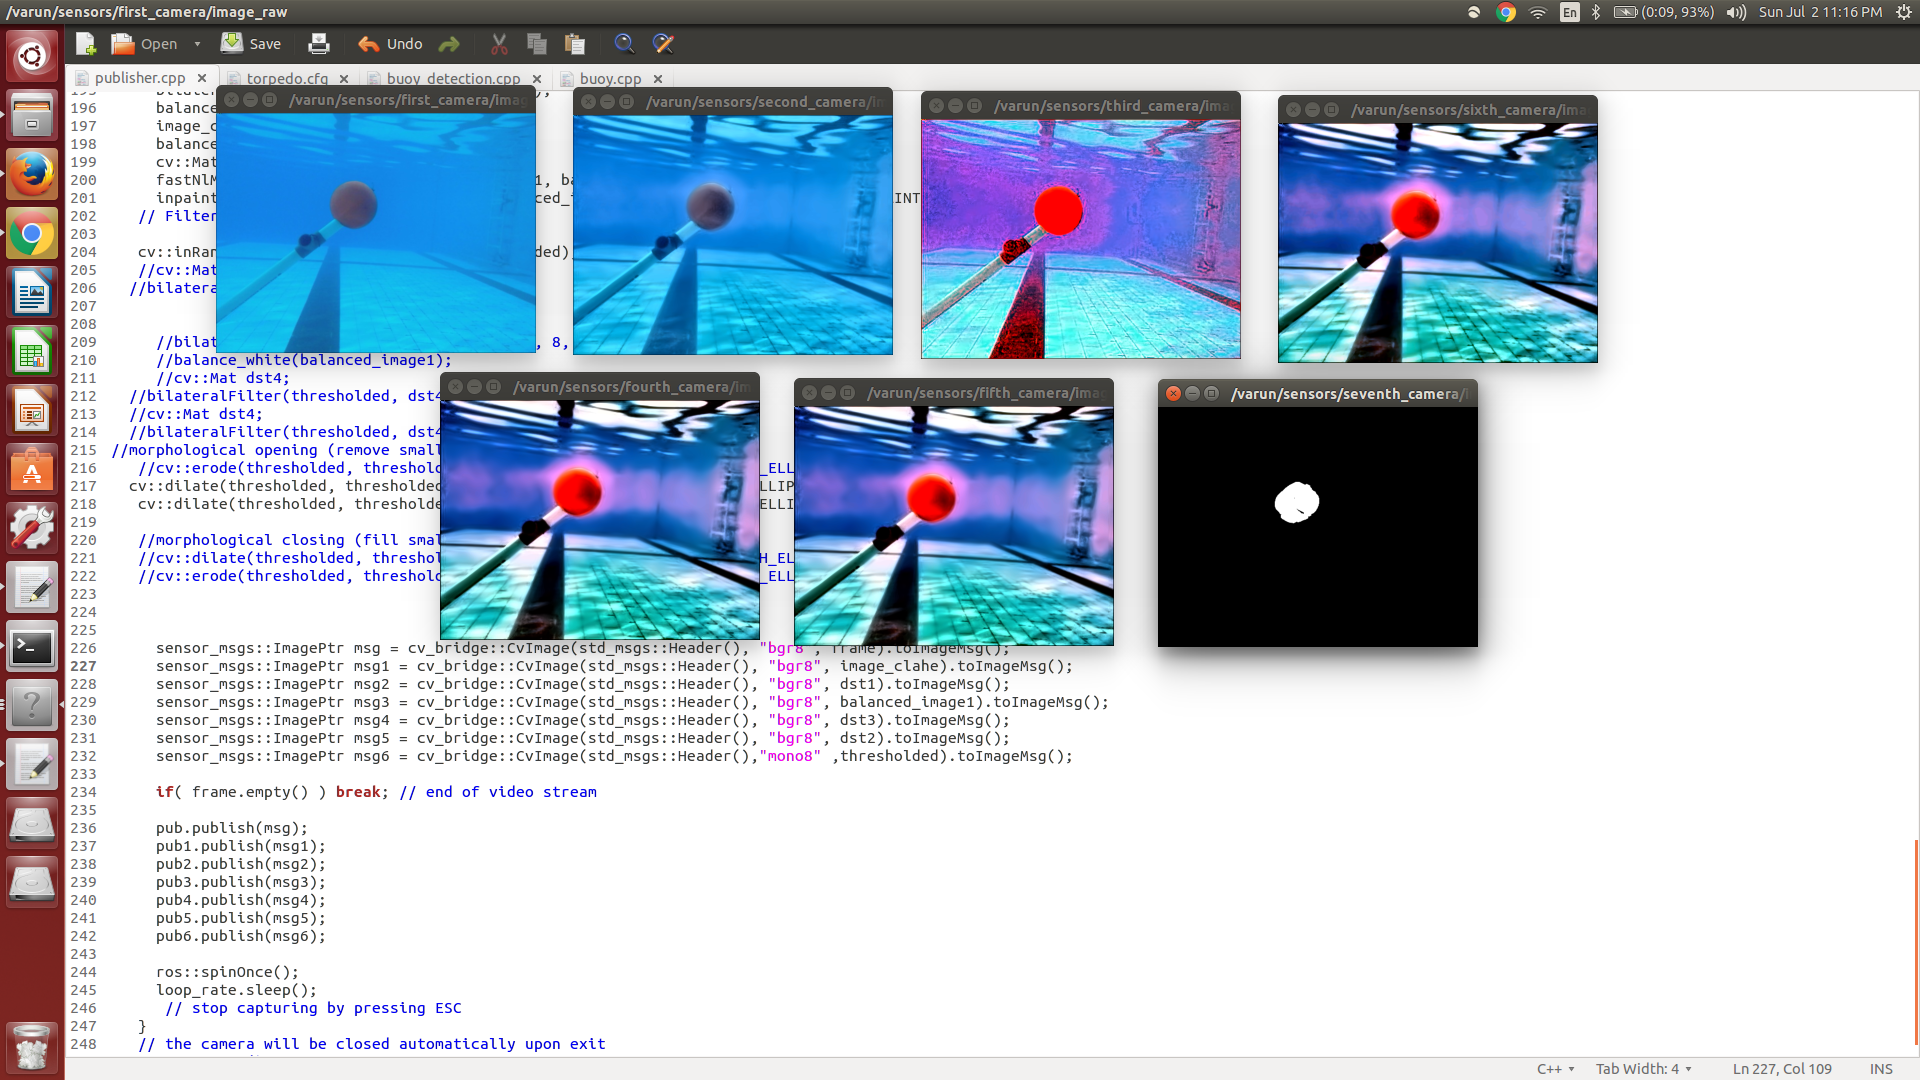 /varun/sensors/first_camera/image_raw
En
(0:09, 93%)
Sun Jul 2 11:16 PM
Open
Save
Undo
publisher.cpp
torpedo.cfg
buoy_detection.cpp
buoy.cpp
/varun/sensors/first_camera/imag
/varun/sensors/second_camera/i
/varun/sensors/third_camera/ima
/varun/sensors/sixth_camera/ima
196 balance
197 image_c
198 balance
199 cv::Mat
200 fastNlM 1, ba
201 inpaint ced_ INT
202 // Filter
203
204 cv::inRan ded)
205 //cv::Mat
206 //bilatera
207
208
209 //bilat , 8,
210 //balance_white(balanced_image1);
211 //cv::Mat dst4;
212 //bilateralFilter(thresholded, dst4
213 //cv::Mat dst4;
214 //bilateralFilter(thresholded, dst4
215 //morphological opening (remove small
216 //cv::erode(thresholded, threshold _ELL
217 cv::dilate(thresholded, thresholded LLIP
218 cv::dilate(thresholded, thresholde ELLI
219
220 //morphological closing (fill smal
221 //cv::dilate(thresholded, threshol H_EL
222 //cv::erode(thresholded, threshold _ELL
223
224
225
/varun/sensors/fourth_camera/im
/varun/sensors/fifth_camera/imag
/varun/sensors/seventh_camera/i
226 sensor_msgs::ImagePtr msg = cv_bridge::CvImage(std_msgs::Header(), "bgr8", frame).toImageMsg();
227 sensor_msgs::ImagePtr msg1 = cv_bridge::CvImage(std_msgs::Header(), "bgr8", image_clahe).toImageMsg();
228 sensor_msgs::ImagePtr msg2 = cv_bridge::CvImage(std_msgs::Header(), "bgr8", dst1).toImageMsg();
229 sensor_msgs::ImagePtr msg3 = cv_bridge::CvImage(std_msgs::Header(), "bgr8", balanced_image1).toImageMsg();
230 sensor_msgs::ImagePtr msg4 = cv_bridge::CvImage(std_msgs::Header(), "bgr8", dst3).toImageMsg();
231 sensor_msgs::ImagePtr msg5 = cv_bridge::CvImage(std_msgs::Header(), "bgr8", dst2).toImageMsg();
232 sensor_msgs::ImagePtr msg6 = cv_bridge::CvImage(std_msgs::Header(),"mono8" ,thresholded).toImageMsg();
233
234 if( frame.empty() ) break; // end of video stream
235
236 pub.publish(msg);
237 pub1.publish(msg1);
238 pub2.publish(msg2);
239 pub3.publish(msg3);
240 pub4.publish(msg4);
241 pub5.publish(msg5);
242 pub6.publish(msg6);
243
244 ros::spinOnce();
245 loop_rate.sleep();
246 // stop capturing by pressing ESC
247 }
248 // the camera will be closed automatically upon exit
C++
Tab Width: 4
Ln 227, Col 109
INS